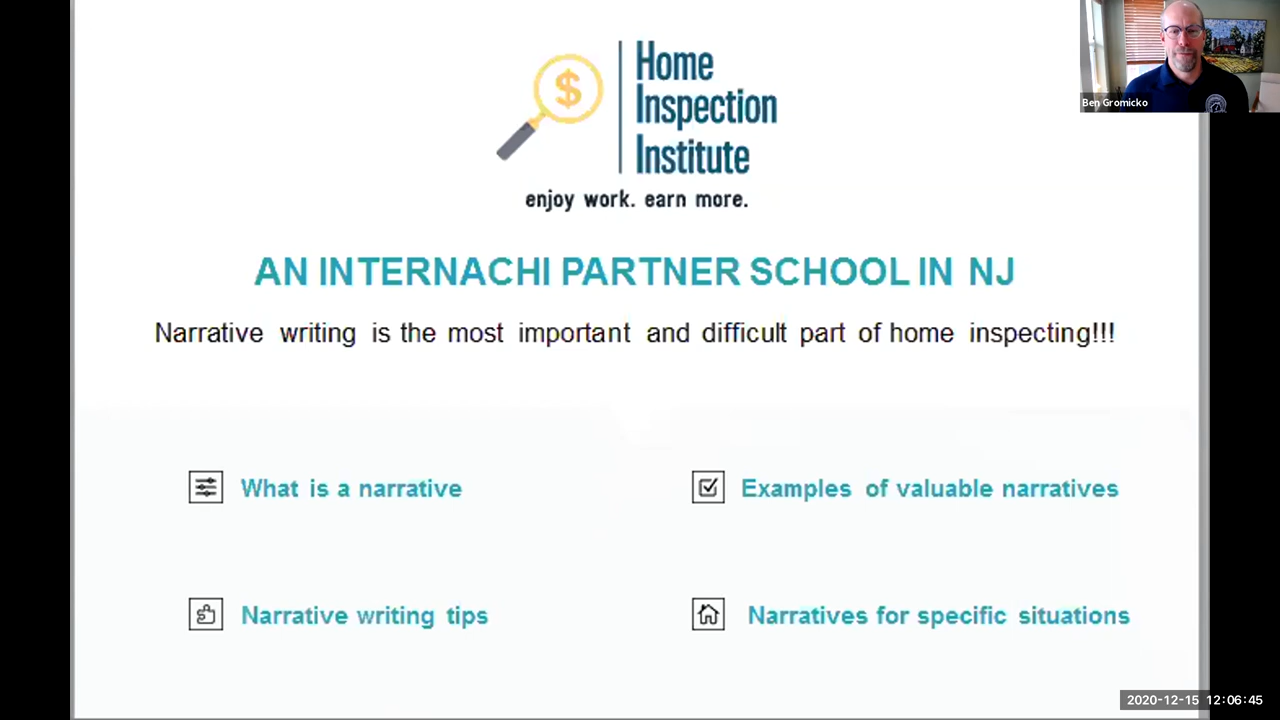 Home
Inspection
Institute
enjoy work. earn more.
Ben Gromicko
AN INTERNACHI PARTNER SCHOOL IN NJ
Narrative writing is the most important and difficult part of home inspecting!!!
What is a narrative
Examples of valuable narratives
Narrative writing tips
Narratives for specific situations
2020-12-15 12:06:45